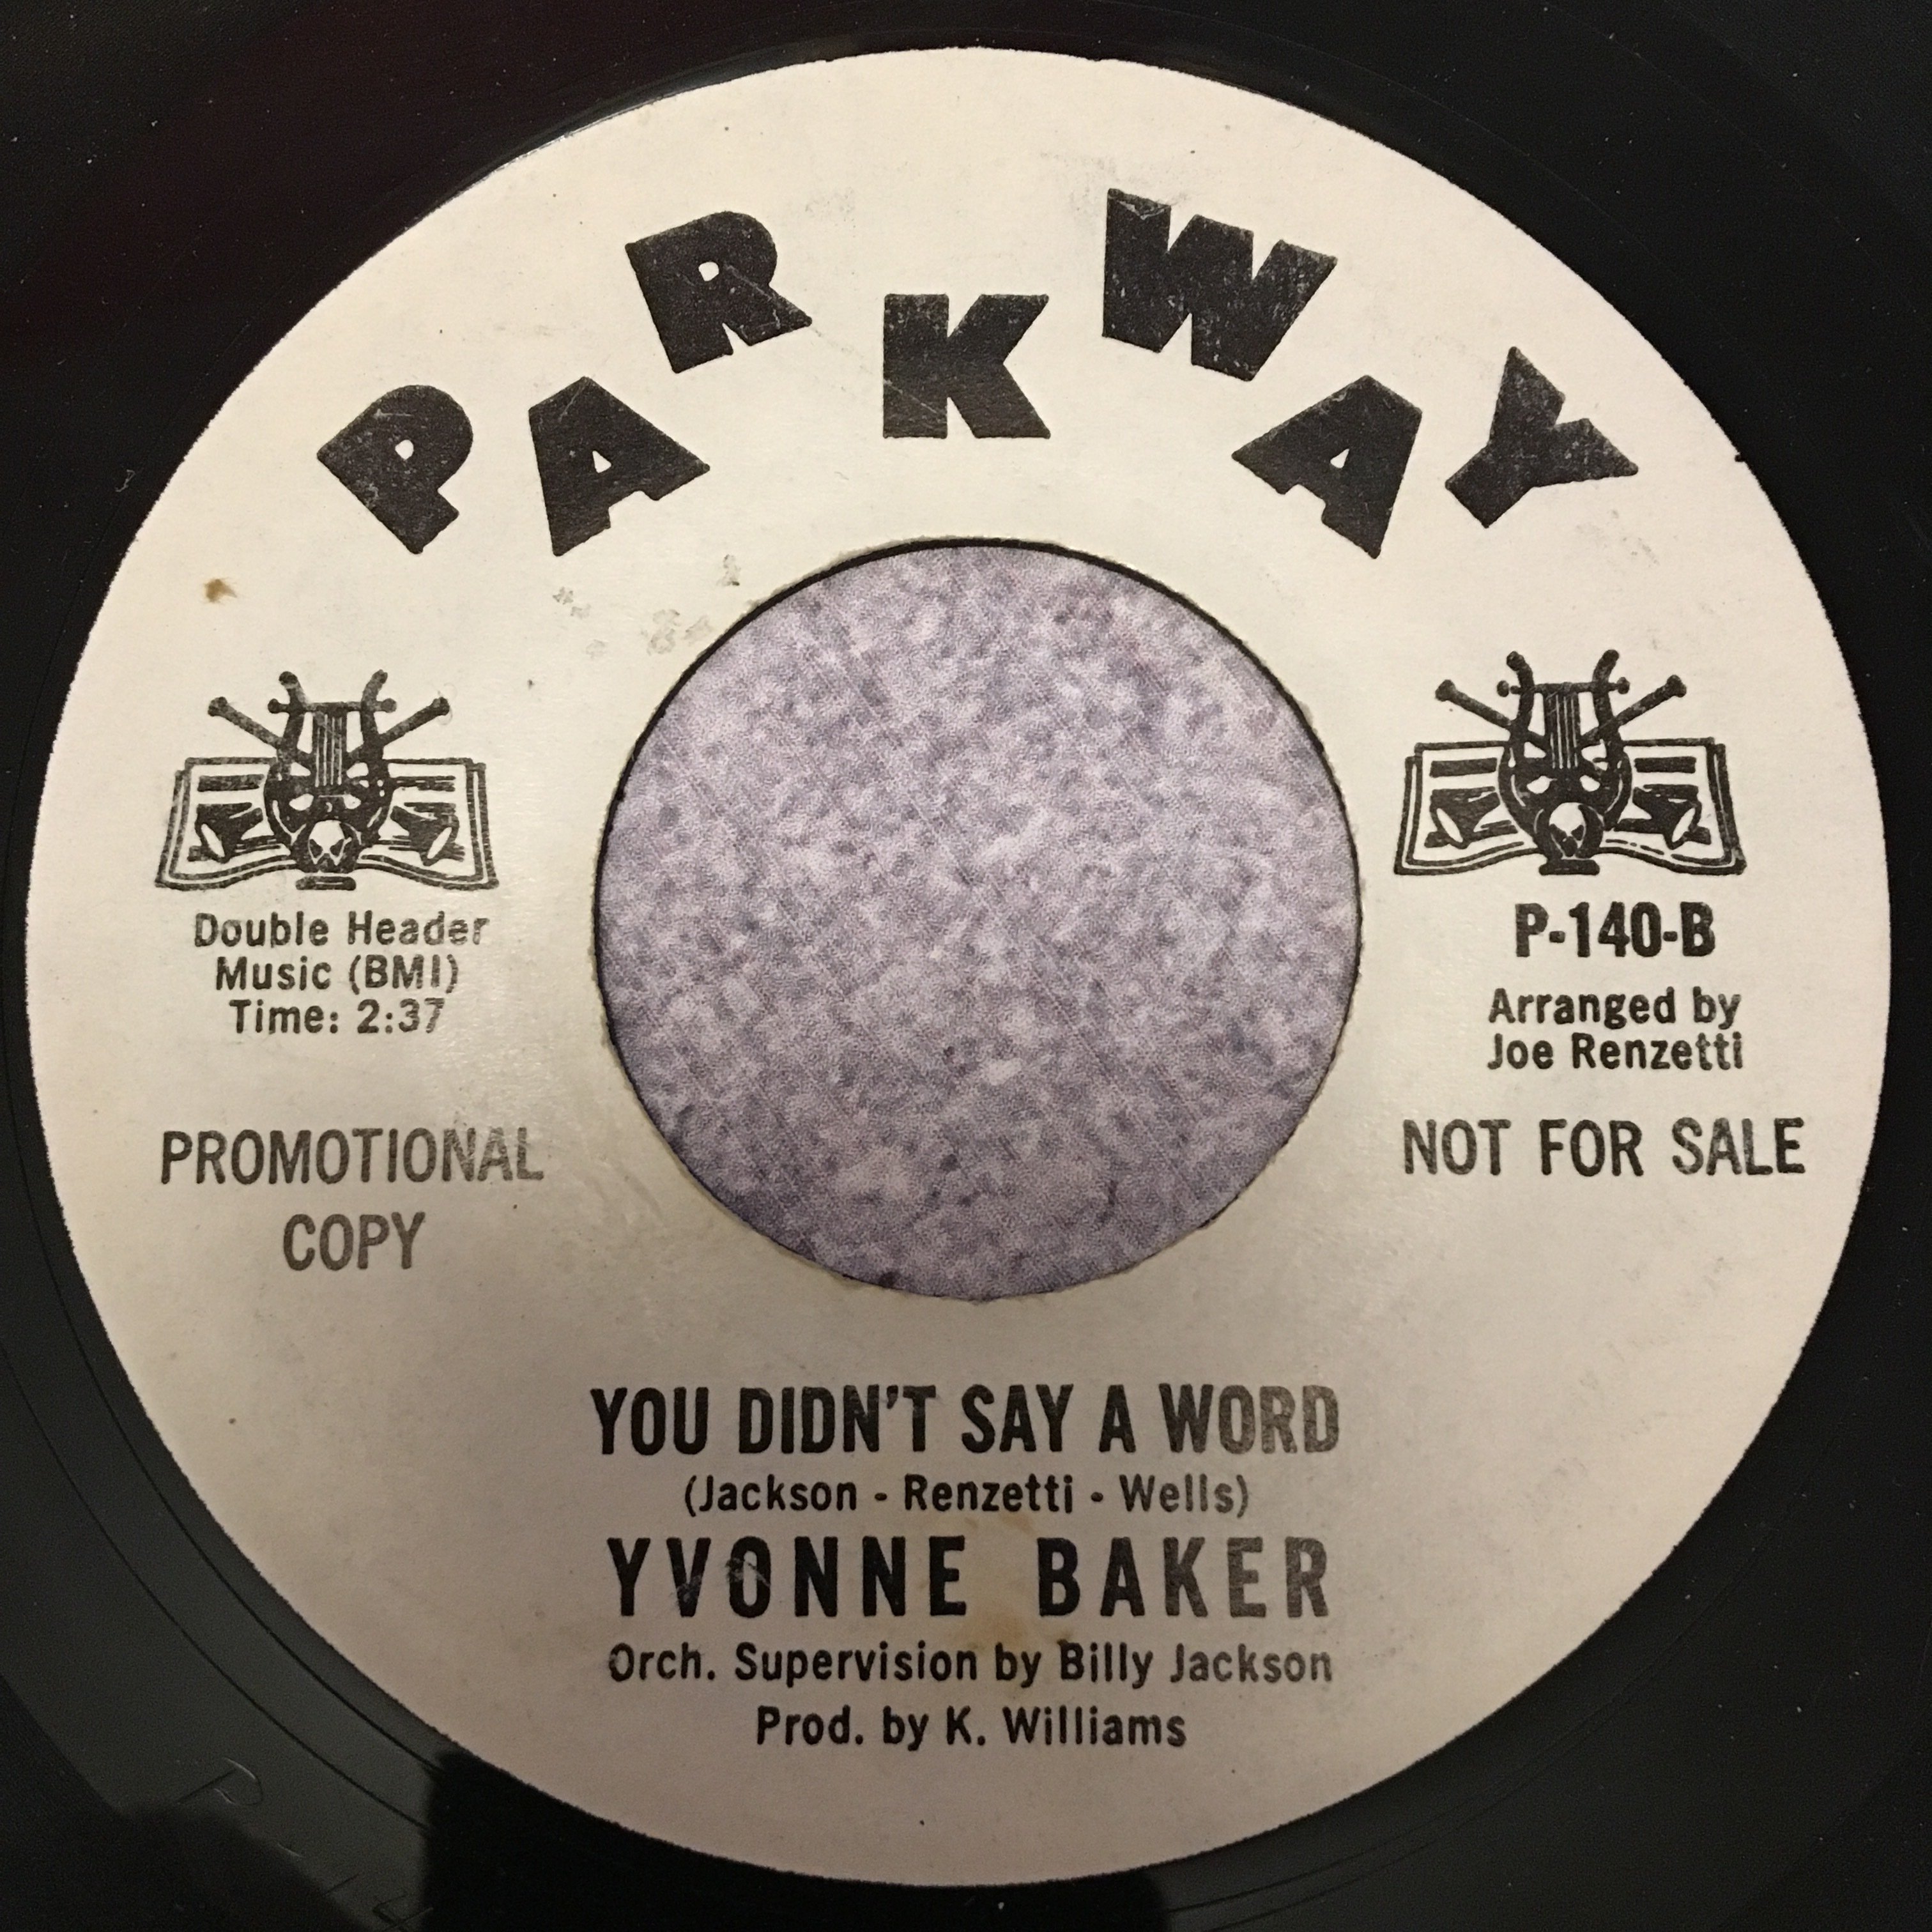 PARKWAY
Double Header
Music (BMI)
Time: 2:37
P-140-B
Arranged by
Joe Renzetti
PROMOTIONAL
COPY
NOT FOR SALE
YOU DIDN'T SAY A WORD
(Jackson - Renzetti - Wells)
YVONNE BAKER
Orch. Supervision by Billy Jackson
Prod. by K. Williams